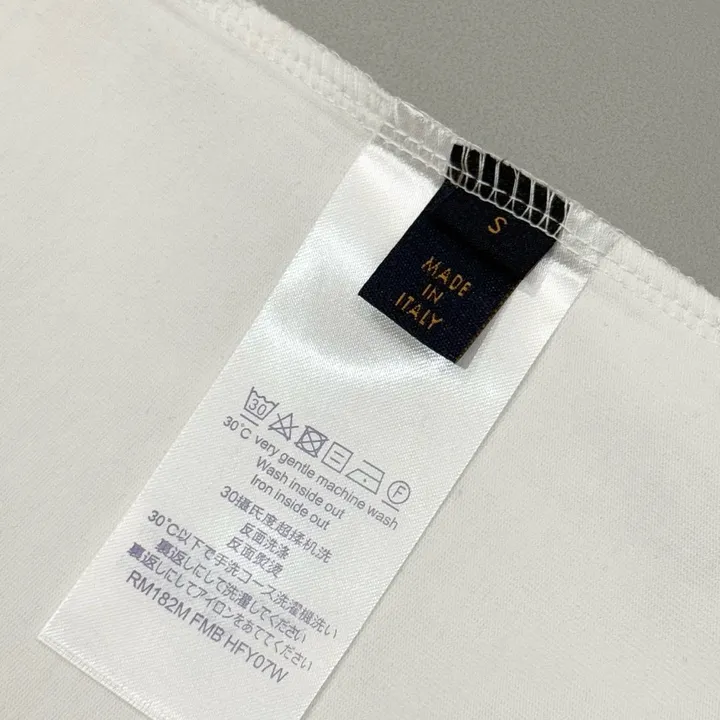 S
MADE
IN
ITALY
30
F
30°C very gentle machine wash
Wash inside out
Iron inside out
30攝氏度超揉机洗
反面洗涤
反面熨烫
30°C以下で手洗コース洗濯機洗い
裏返しにして洗濯してください
裏返しにしてアイロンをあててください
RM182M FMB HFY07W